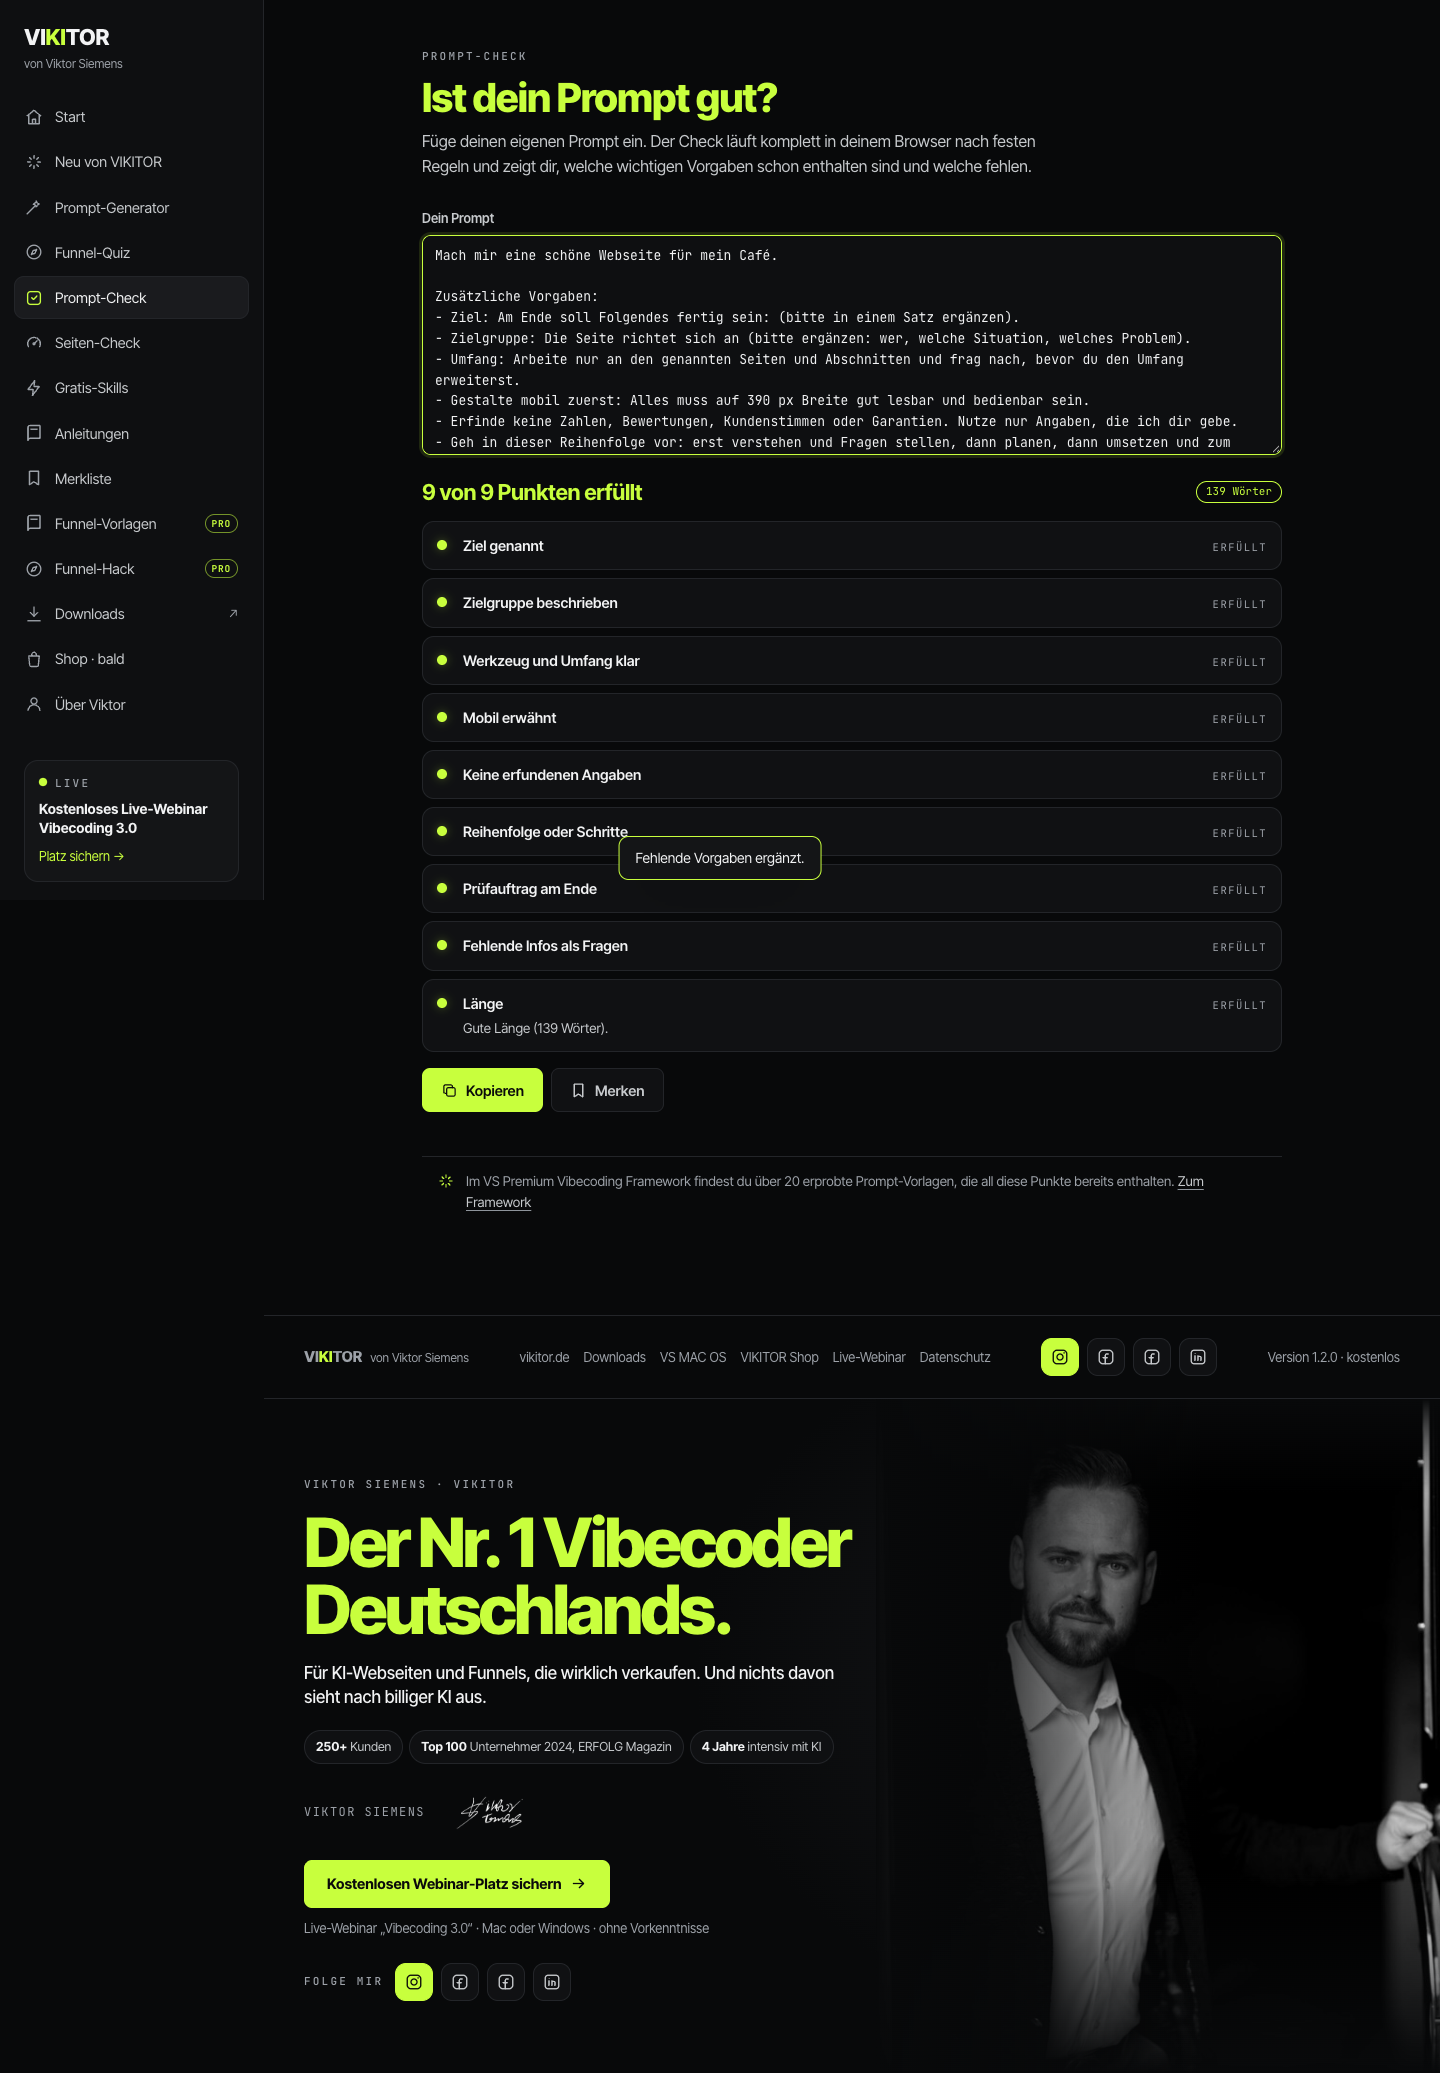 VIKITOR
von Viktor Siemens
Start
Neu von VIKITOR
Prompt-Generator
Funnel-Quiz
Prompt-Check
Seiten-Check
Gratis-Skills
Anleitungen
Merkliste
Funnel-Vorlagen PRO
Funnel-Hack PRO
Downloads
Shop · bald
Über Viktor
LIVE
Kostenloses Live-Webinar
Vibecoding 3.0
Platz sichern →
PROMPT-CHECK
Ist dein Prompt gut?
Füge deinen eigenen Prompt ein. Der Check läuft komplett in deinem Browser nach festen
Regeln und zeigt dir, welche wichtigen Vorgaben schon enthalten sind und welche fehlen.
Dein Prompt
Mach mir eine schöne Webseite für mein Café.
Zusätzliche Vorgaben:
- Ziel: Am Ende soll Folgendes fertig sein: (bitte in einem Satz ergänzen).
- Zielgruppe: Die Seite richtet sich an (bitte ergänzen: wer, welche Situation, welches Problem).
- Umfang: Arbeite nur an den genannten Seiten und Abschnitten und frag nach, bevor du den Umfang
erweiterst.
- Gestalte mobil zuerst: Alles muss auf 390 px Breite gut lesbar und bedienbar sein.
- Erfinde keine Zahlen, Bewertungen, Kundenstimmen oder Garantien. Nutze nur Angaben, die ich dir gebe.
- Geh in dieser Reihenfolge vor: erst verstehen und Fragen stellen, dann planen, dann umsetzen und zum
9 von 9 Punkten erfüllt 139 Wörter
Ziel genannt ERFÜLLT
Zielgruppe beschrieben ERFÜLLT
Werkzeug und Umfang klar ERFÜLLT
Mobil erwähnt ERFÜLLT
Keine erfundenen Angaben ERFÜLLT
Reihenfolge oder Schritte ERFÜLLT
Fehlende Vorgaben ergänzt.
Prüfauftrag am Ende ERFÜLLT
Fehlende Infos als Fragen ERFÜLLT
Länge ERFÜLLT
Gute Länge (139 Wörter).
Kopieren Merken
Im VS Premium Vibecoding Framework findest du über 20 erprobte Prompt-Vorlagen, die all diese Punkte bereits enthalten. Zum
Framework
VIKITOR von Viktor Siemens vikitor.de Downloads VS MAC OS VIKITOR Shop Live-Webinar Datenschutz Version 1.2.0 · kostenlos
VIKTOR SIEMENS · VIKITOR
Der Nr. 1 Vibecoder
Deutschlands.
Für KI-Webseiten und Funnels, die wirklich verkaufen. Und nichts davon
sieht nach billiger KI aus.
250+ Kunden Top 100 Unternehmer 2024, ERFOLG Magazin 4 Jahre intensiv mit KI
VIKTOR SIEMENS
Kostenlosen Webinar-Platz sichern →
Live-Webinar „Vibecoding 3.0“ · Mac oder Windows · ohne Vorkenntnisse
FOLGE MIR